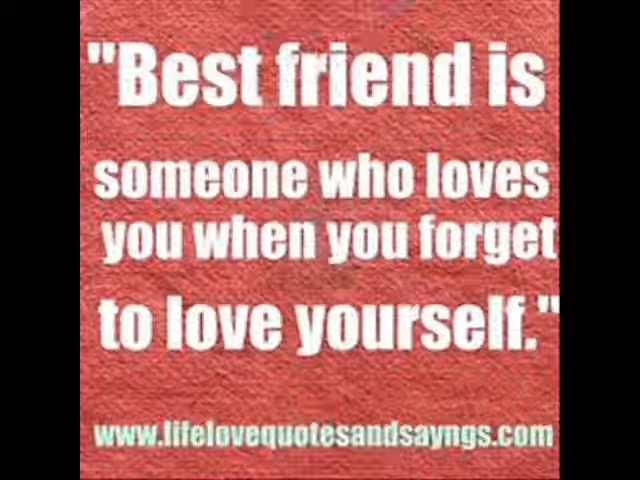 "Best friend is
someone who loves
you when you forget
to love yourself."
www.lifelovequotesandsayngs.com